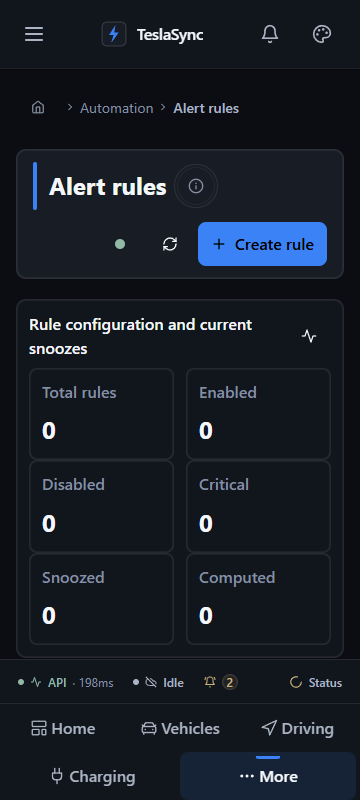 TeslaSync
Automation
Alert rules
Alert rules
Create rule
Rule configuration and current
snoozes
Total rules
0
Enabled
0
Disabled
0
Critical
0
Snoozed
0
Computed
0
API · 198ms
Idle
2
Status
Home
Vehicles
Driving
Charging
More